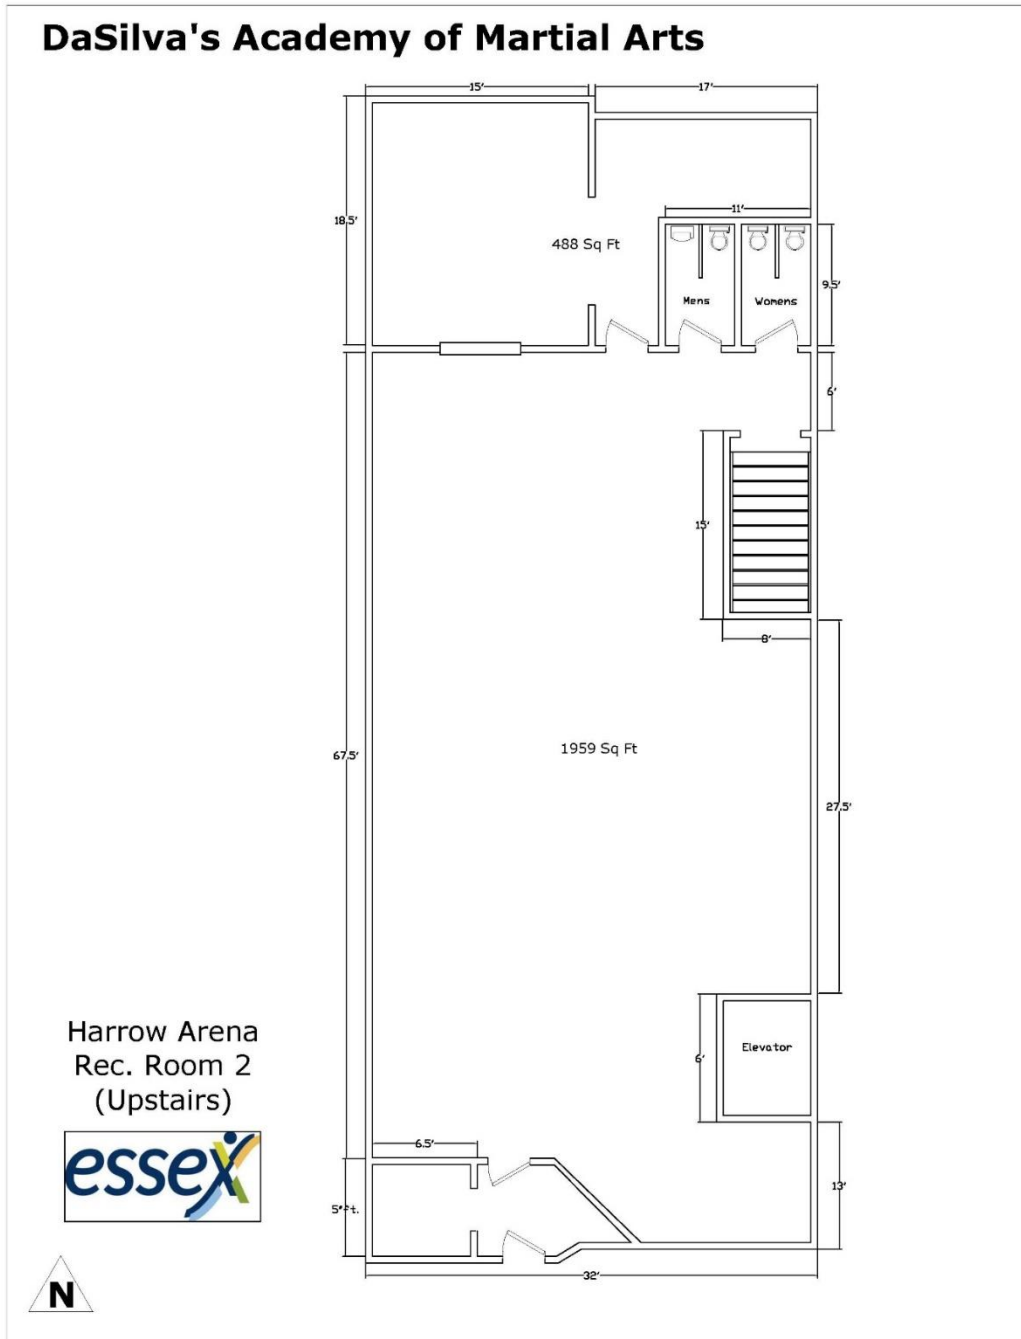 DaSilva's Academy of Martial Arts
15'
17'
18.5'
11'
488 Sq Ft
9.5'
Mens
Womens
6'
15'
8'
1959 Sq Ft
67.5'
27.5'
Harrow Arena
Rec. Room 2
(Upstairs)
Elevator
6'
essex
6.5'
5' ft.
13'
32'
N